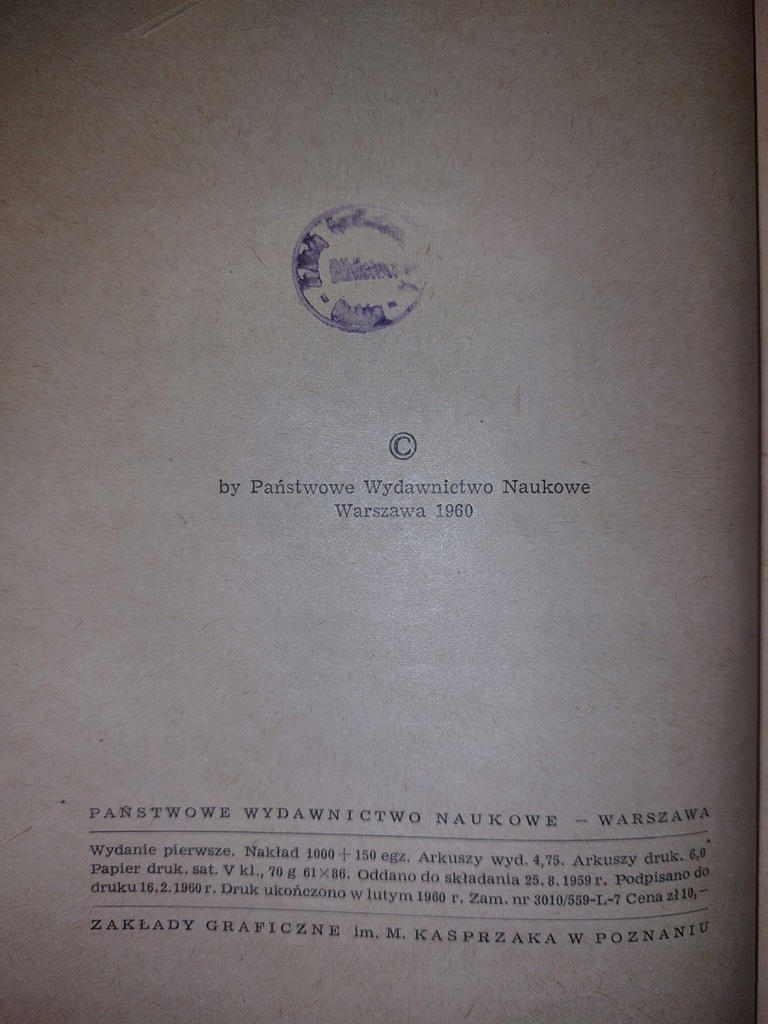 ©
by Państwowe Wydawnictwo Naukowe
Warszawa 1960
PAŃSTWOWE WYDAWNICTWO NAUKOWE — WARSZAWA
Wydanie pierwsze. Nakład 1000 + 150 egz. Arkuszy wyd. 4,75. Arkuszy druk. 6,0
Papier druk. sat. V kl., 70 g 61×86. Oddano do składania 25. 8. 1959 r. Podpisano do
druku 16. 2. 1960 r. Druk ukończono w lutym 1960 r. Zam. nr 3010/559-L-7 Cena zł 10,—
ZAKŁADY GRAFICZNE im. M. KASPRZAKA W POZNANIU